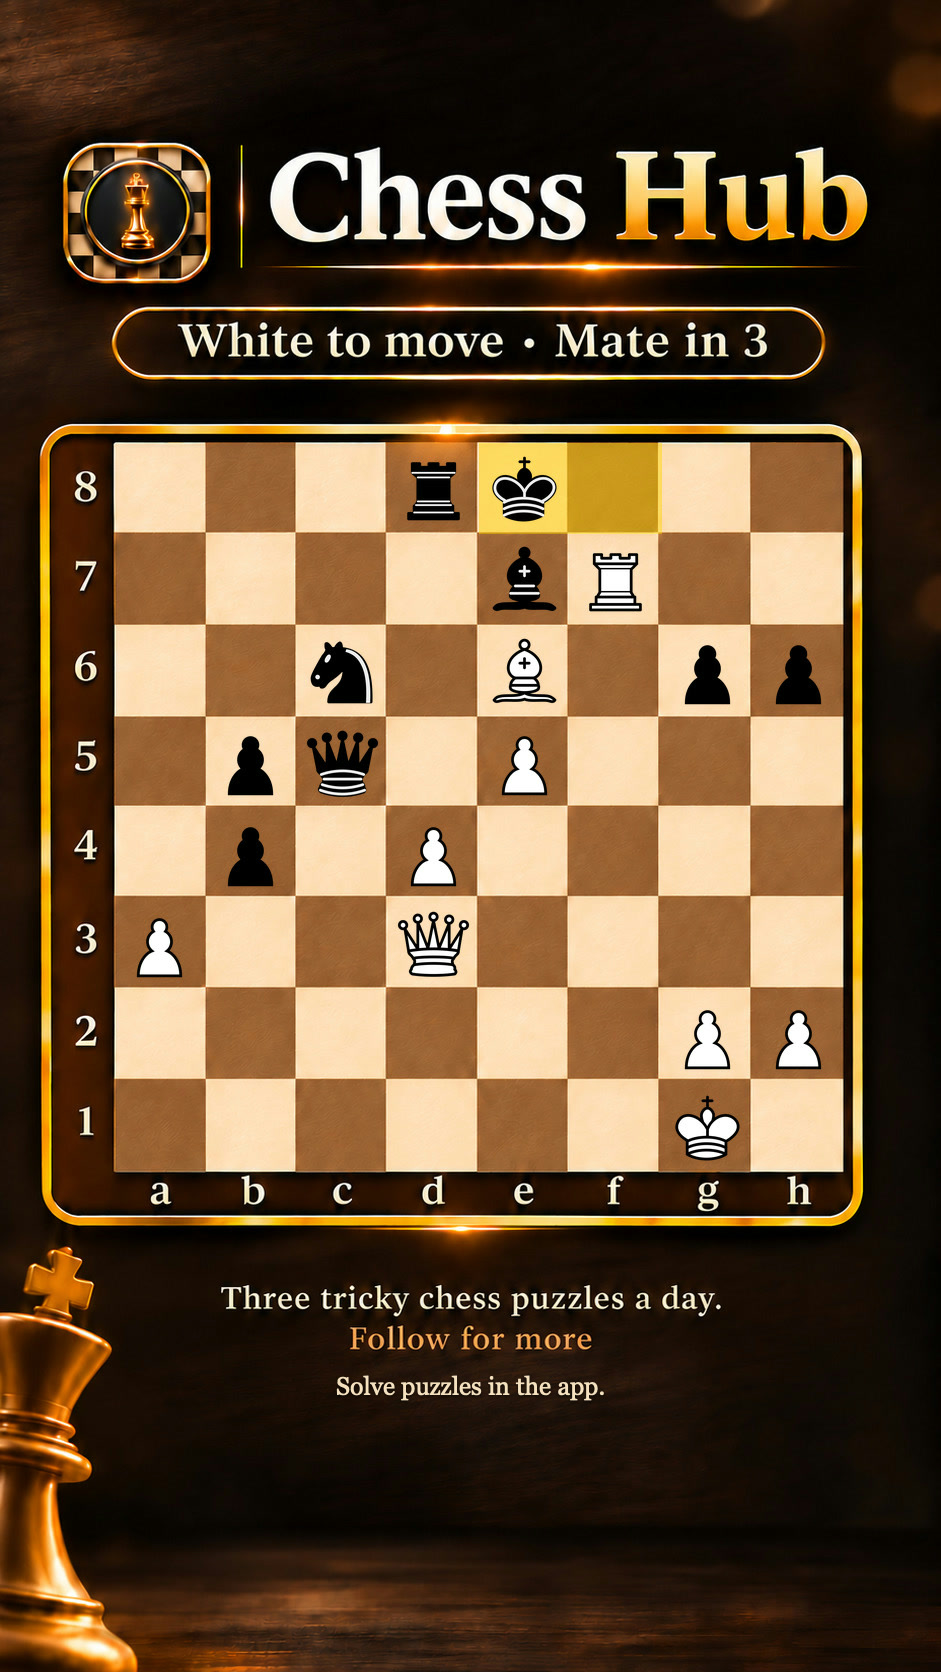 Chess Hub
White to move • Mate in 3
8
7
6
5
4
3
2
1
a b c d e f g h
Three tricky chess puzzles a day.
Follow for more
Solve puzzles in the app.